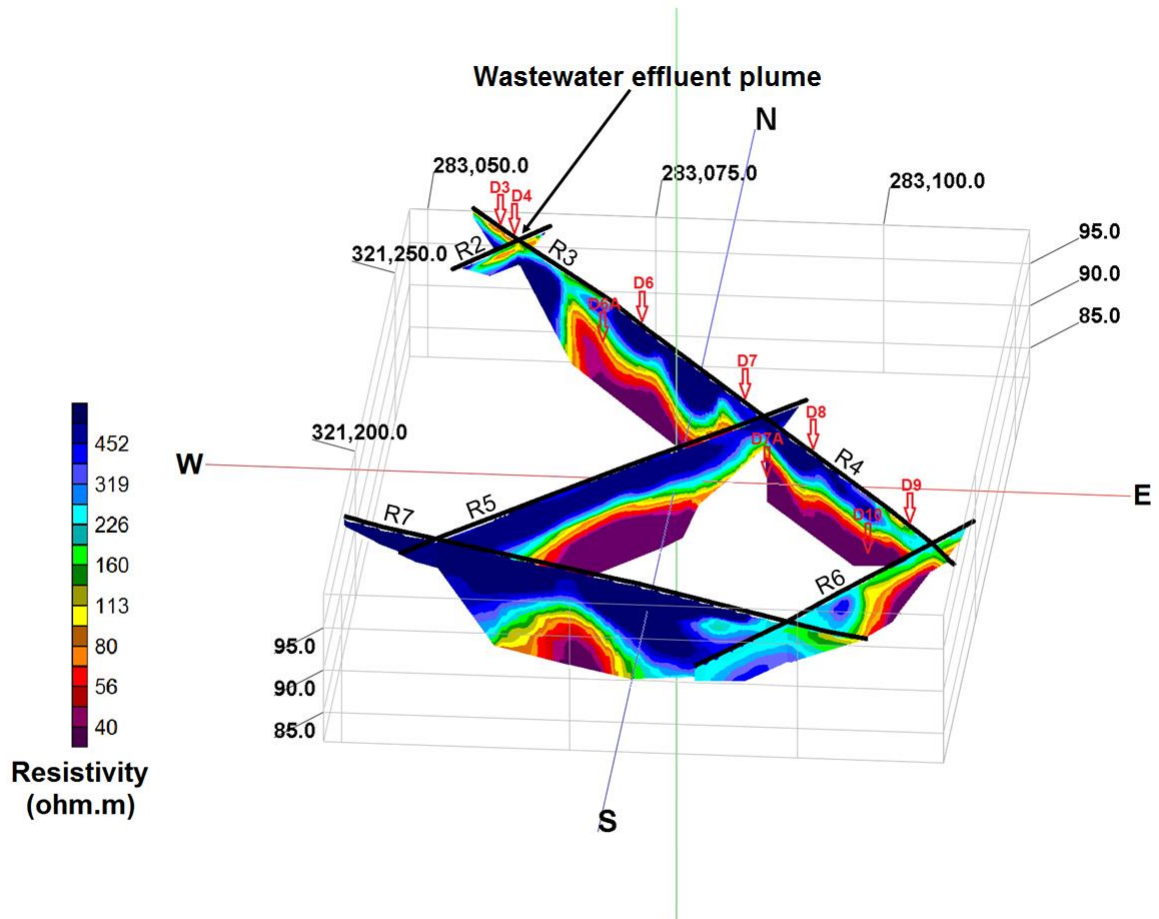 Wastewater effluent plume
N
283,050.0
283,075.0
283,100.0
D3
D4
95.0
90.0
85.0
321,250.0
R2
R3
D6
D6A
D7
D8
D7A
R4
D9
D10
321,200.0
W
E
R5
R7
R6
452
319
226
160
113
80
56
40
Resistivity
(ohm.m)
95.0
90.0
85.0
S